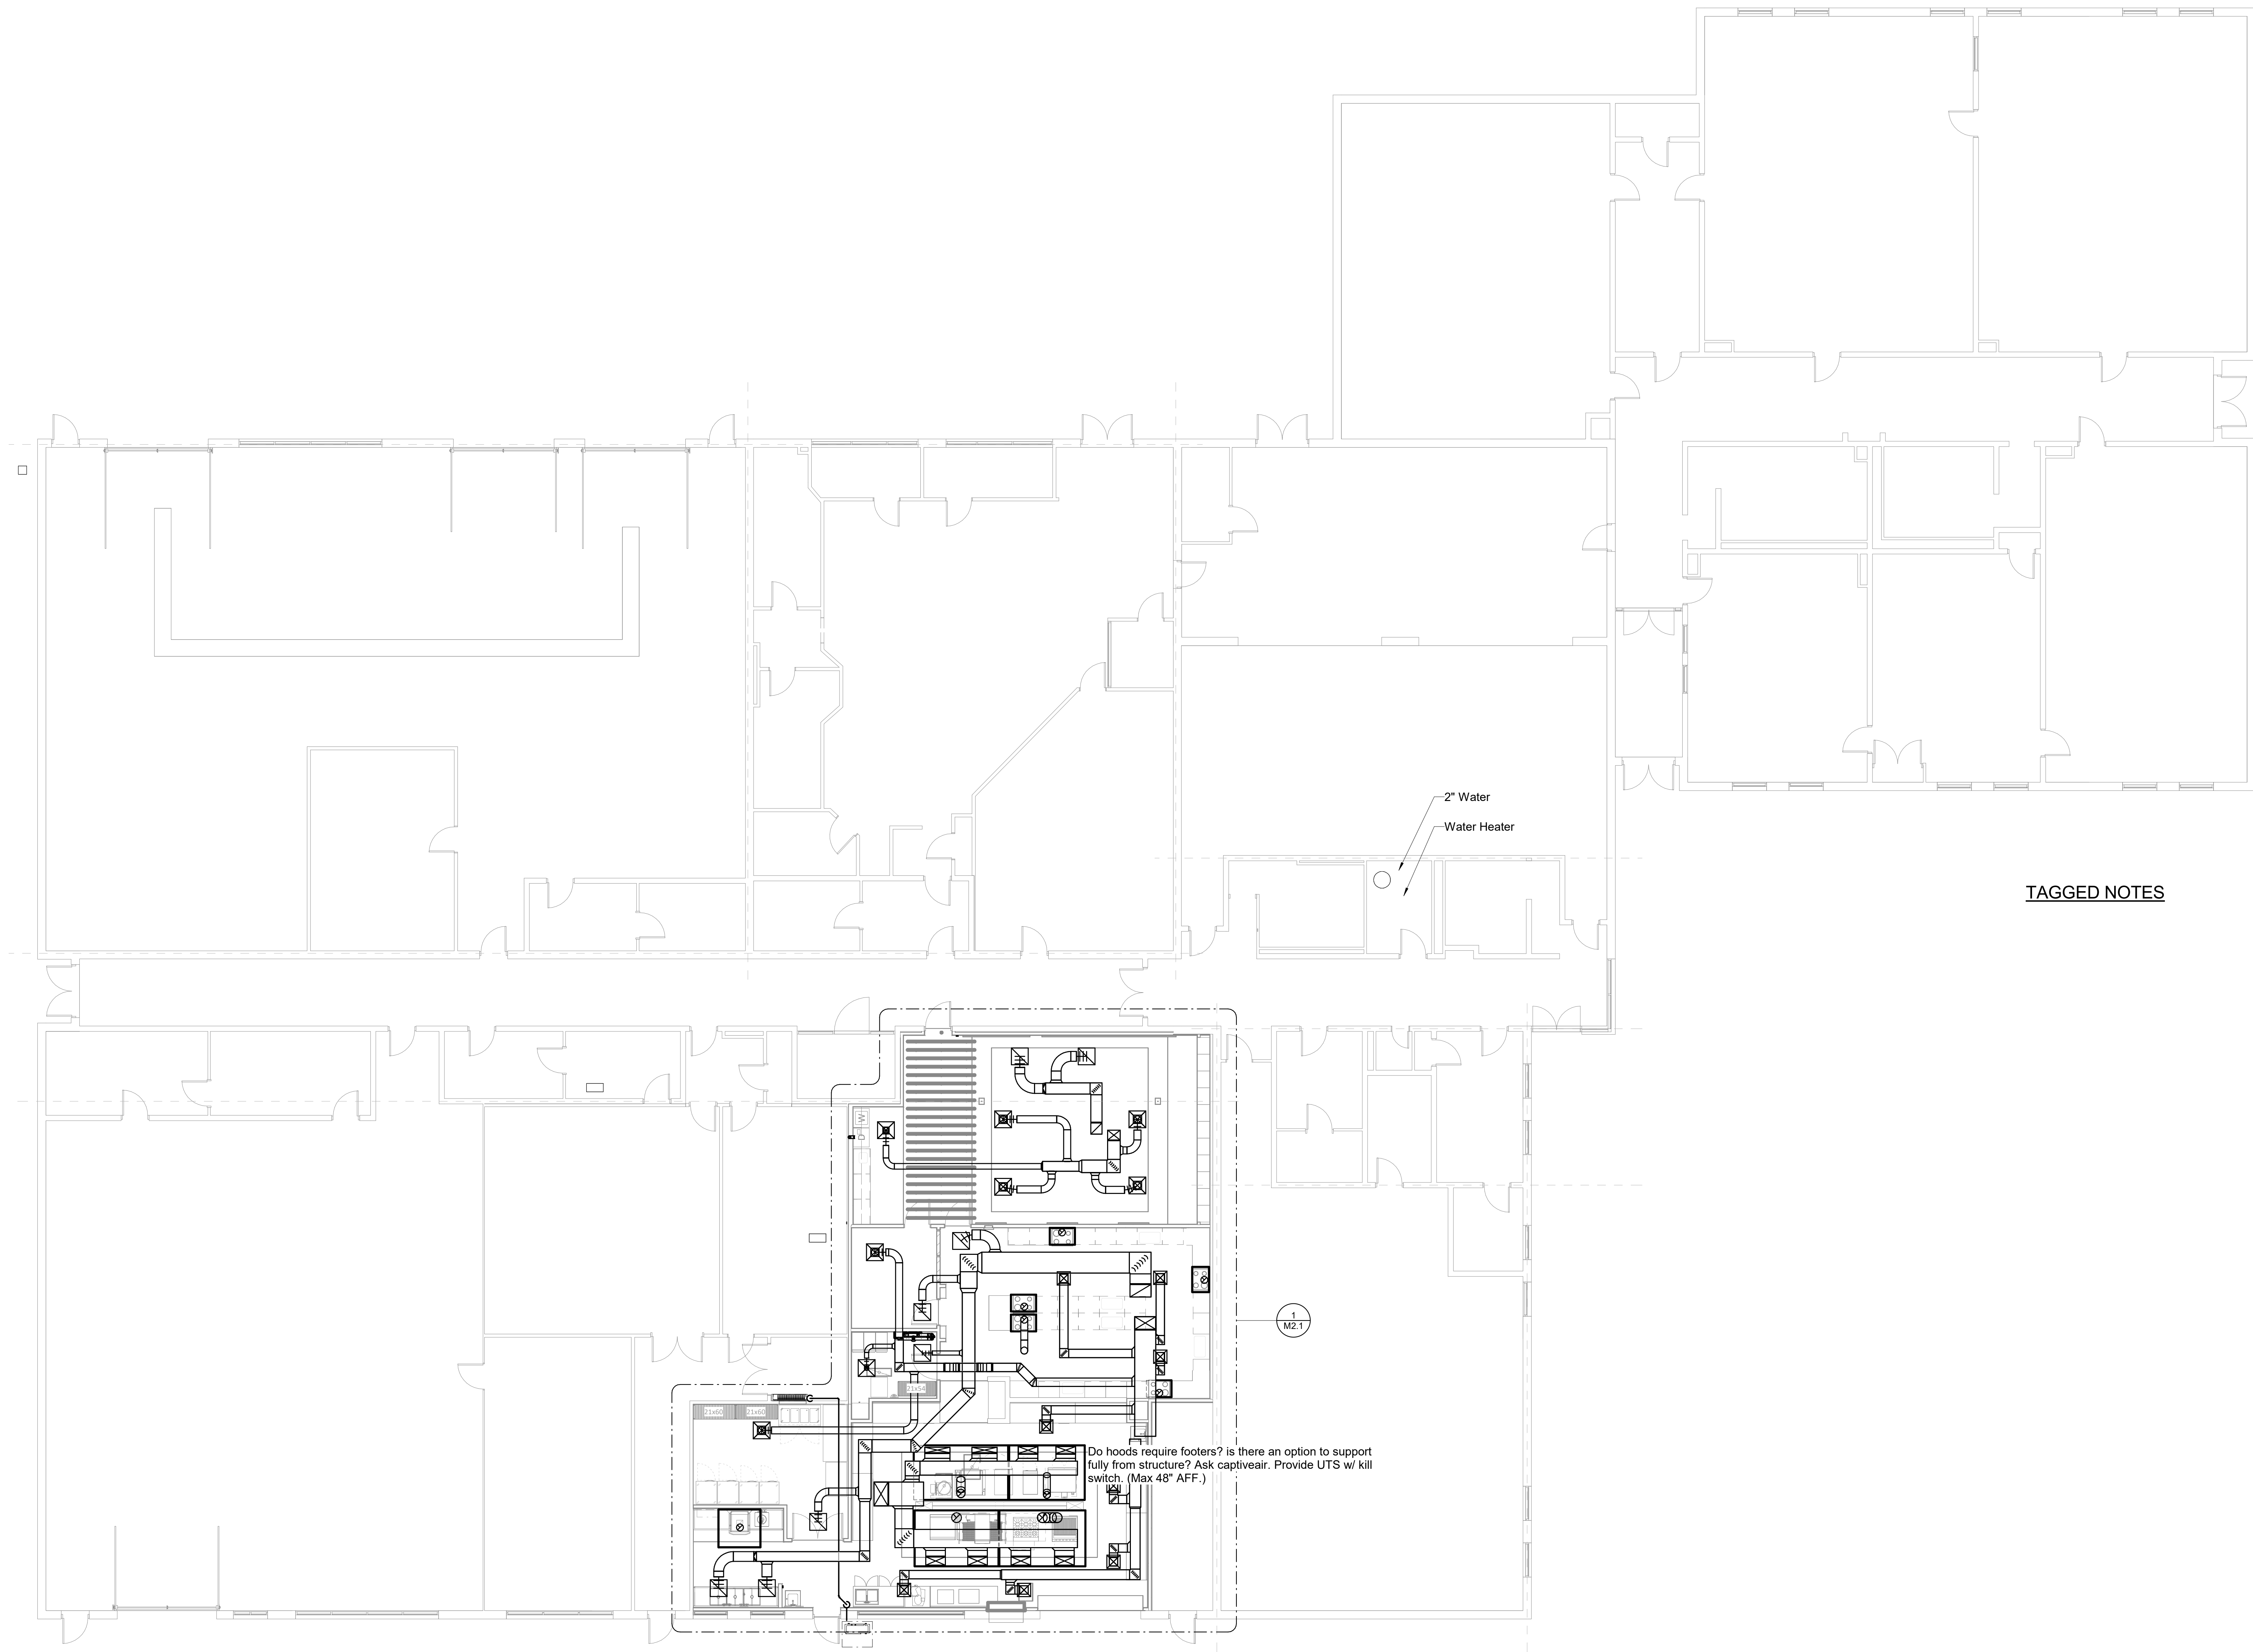 2" Water
Water Heater
TAGGED NOTES
1
M2.1
21x54
21x60
21x60
Do hoods require footers? is there an option to support
fully from structure? Ask captiveair. Provide UTS w/ kill
switch. (Max 48" AFF.)